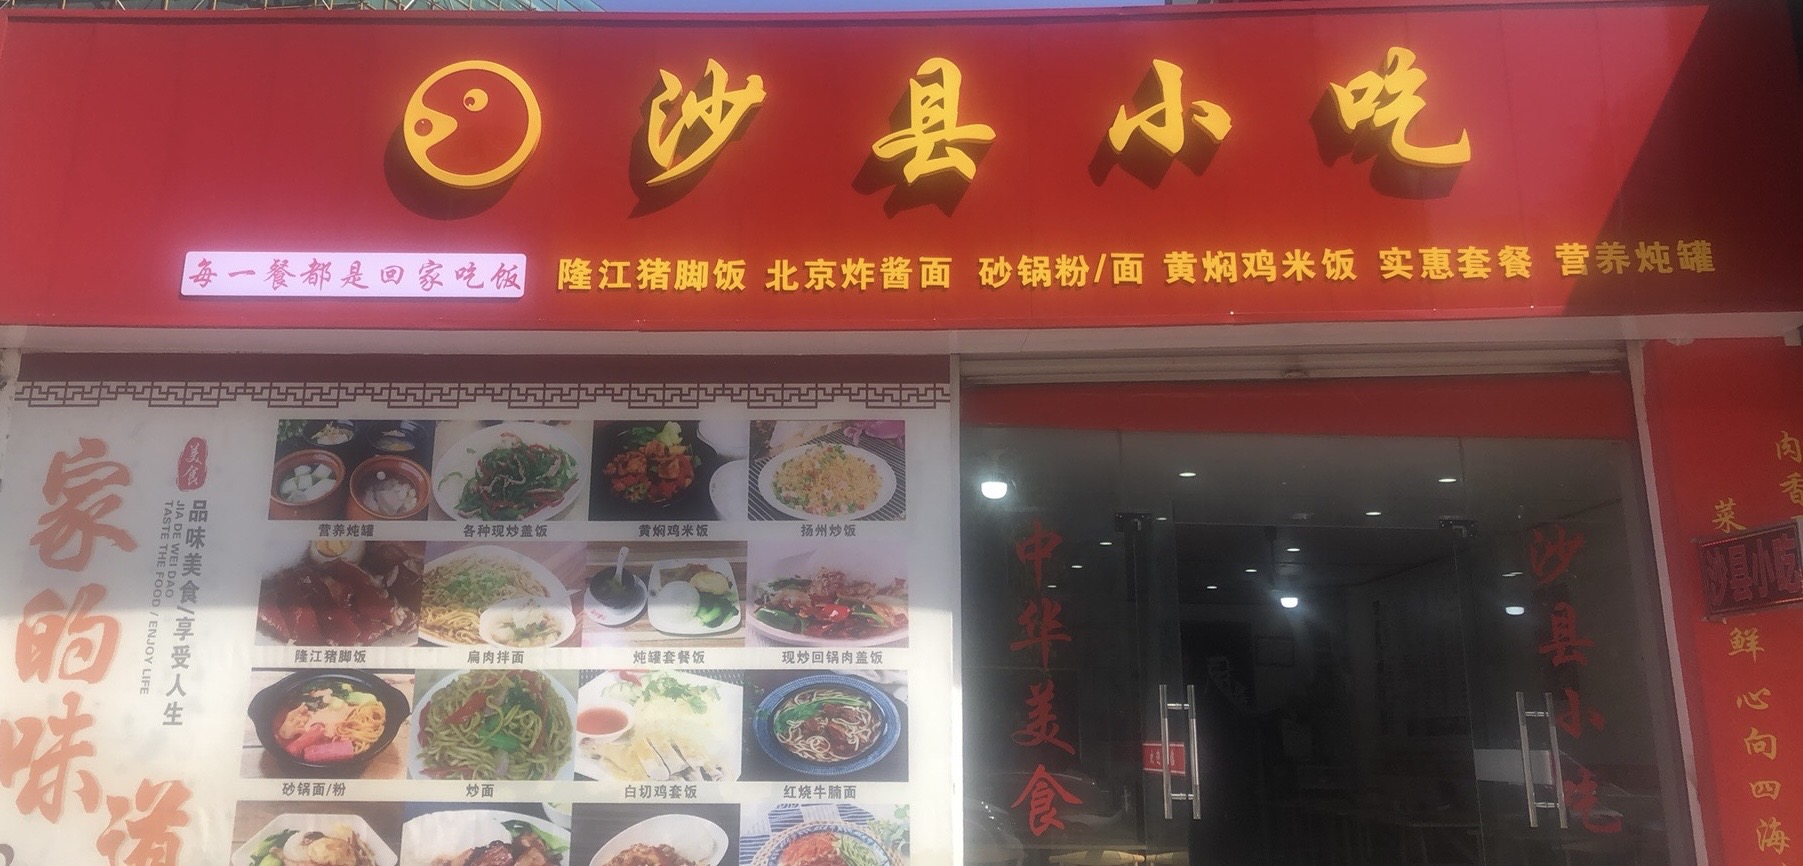 沙县小吃
每一餐都是回家吃饭
隆江猪脚饭 北京炸酱面 砂锅粉/面 黄焖鸡米饭 实惠套餐 营养炖罐
家的味道
美食
品味美食/享受人生
JIA DE WEI DAO
TASTE THE FOOD / ENJOY LIFE
营养炖罐 各种现炒盖饭 黄焖鸡米饭 扬州炒饭
隆江猪脚饭 扁肉拌面 炖罐套餐饭 现炒回锅肉盖饭
砂锅面/粉 炒面 白切鸡套饭 红烧牛腩面
中华美食
沙县小吃
肉香
菜
沙县小吃
鲜心向四海